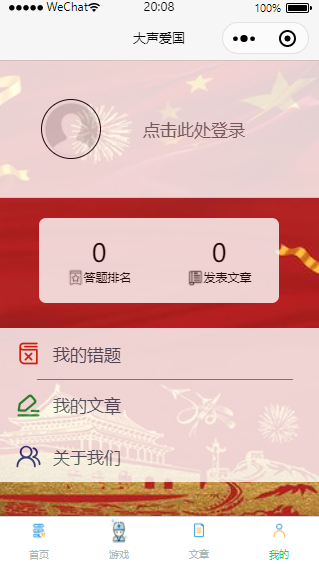 WeChat 20:08 100%
大声爱国
点击此处登录
0 0
答题排名 发表文章
我的错题
我的文章
关于我们
首页 游戏 文章 我的